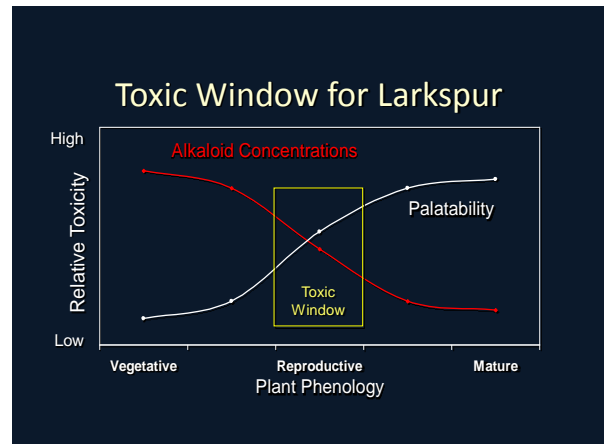 Toxic Window for Larkspur
High
Alkaloid Concentrations
Relative Toxicity
Palatability
Toxic
Window
Low
Vegetative
Reproductive
Mature
Plant Phenology